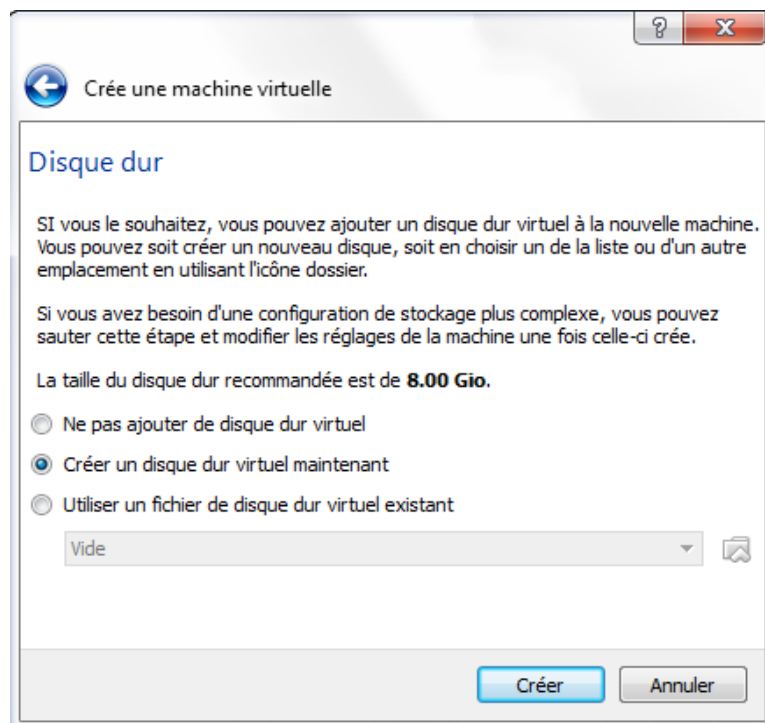 ?
X
Crée une machine virtuelle
Disque dur
SI vous le souhaitez, vous pouvez ajouter un disque dur virtuel à la nouvelle machine.
Vous pouvez soit créer un nouveau disque, soit en choisir un de la liste ou d'un autre
emplacement en utilisant l'icône dossier.
Si vous avez besoin d'une configuration de stockage plus complexe, vous pouvez
sauter cette étape et modifier les réglages de la machine une fois celle-ci crée.
La taille du disque dur recommandée est de 8.00 Gio.
Ne pas ajouter de disque dur virtuel
Créer un disque dur virtuel maintenant
Utiliser un fichier de disque dur virtuel existant
Vide
Créer
Annuler